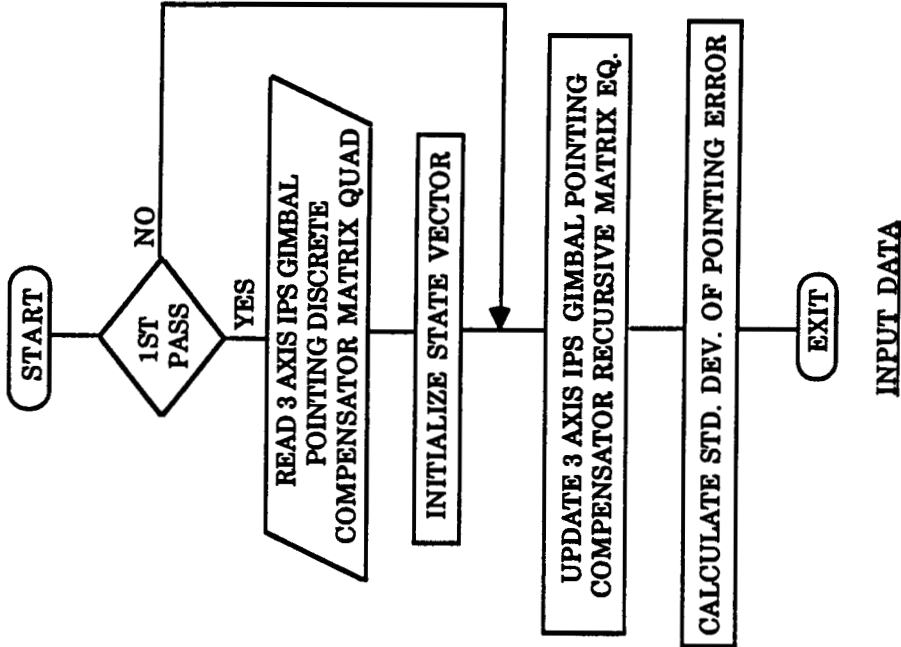 START
1ST
PASS
NO
YES
READ 3 AXIS IPS GIMBAL
POINTING DISCRETE
COMPENSATOR MATRIX QUAD
INITIALIZE STATE VECTOR
UPDATE 3 AXIS IPS GIMBAL POINTING
COMPENSATOR RECURSIVE MATRIX EQ.
CALCULATE STD. DEV. OF POINTING ERROR
EXIT
INPUT DATA